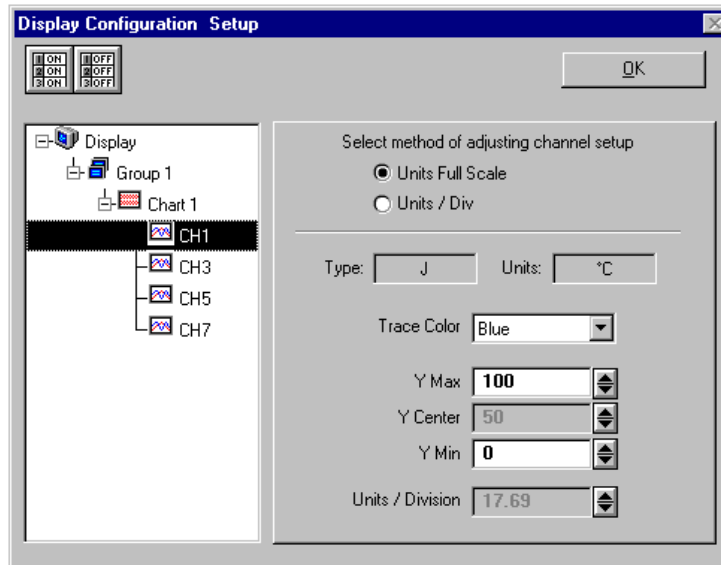 Display Configuration Setup
1 ON
2 ON
3 ON
1 OFF
2 OFF
3 OFF
OK
Display
Group 1
Chart 1
CH1
CH3
CH5
CH7
Select method of adjusting channel setup
Units Full Scale
Units / Div
Type: J Units: °C
Trace Color Blue
Y Max 100
Y Center 50
Y Min 0
Units / Division 17.69